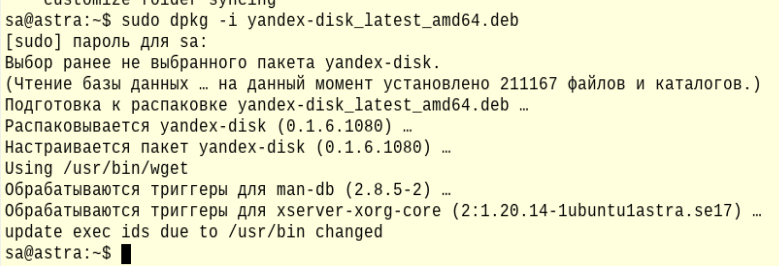 customize folder syncing
sa@astra:~$ sudo dpkg -i yandex-disk_latest_amd64.deb
[sudo] пароль для sa:
Выбор ранее не выбранного пакета yandex-disk.
(Чтение базы данных … на данный момент установлено 211167 файлов и каталогов.)
Подготовка к распаковке yandex-disk_latest_amd64.deb …
Распаковывается yandex-disk (0.1.6.1080) …
Настраивается пакет yandex-disk (0.1.6.1080) …
Using /usr/bin/wget
Обрабатываются триггеры для man-db (2.8.5-2) …
Обрабатываются триггеры для xserver-xorg-core (2:1.20.14-1ubuntu1astra.se17) …
update exec ids due to /usr/bin changed
sa@astra:~$